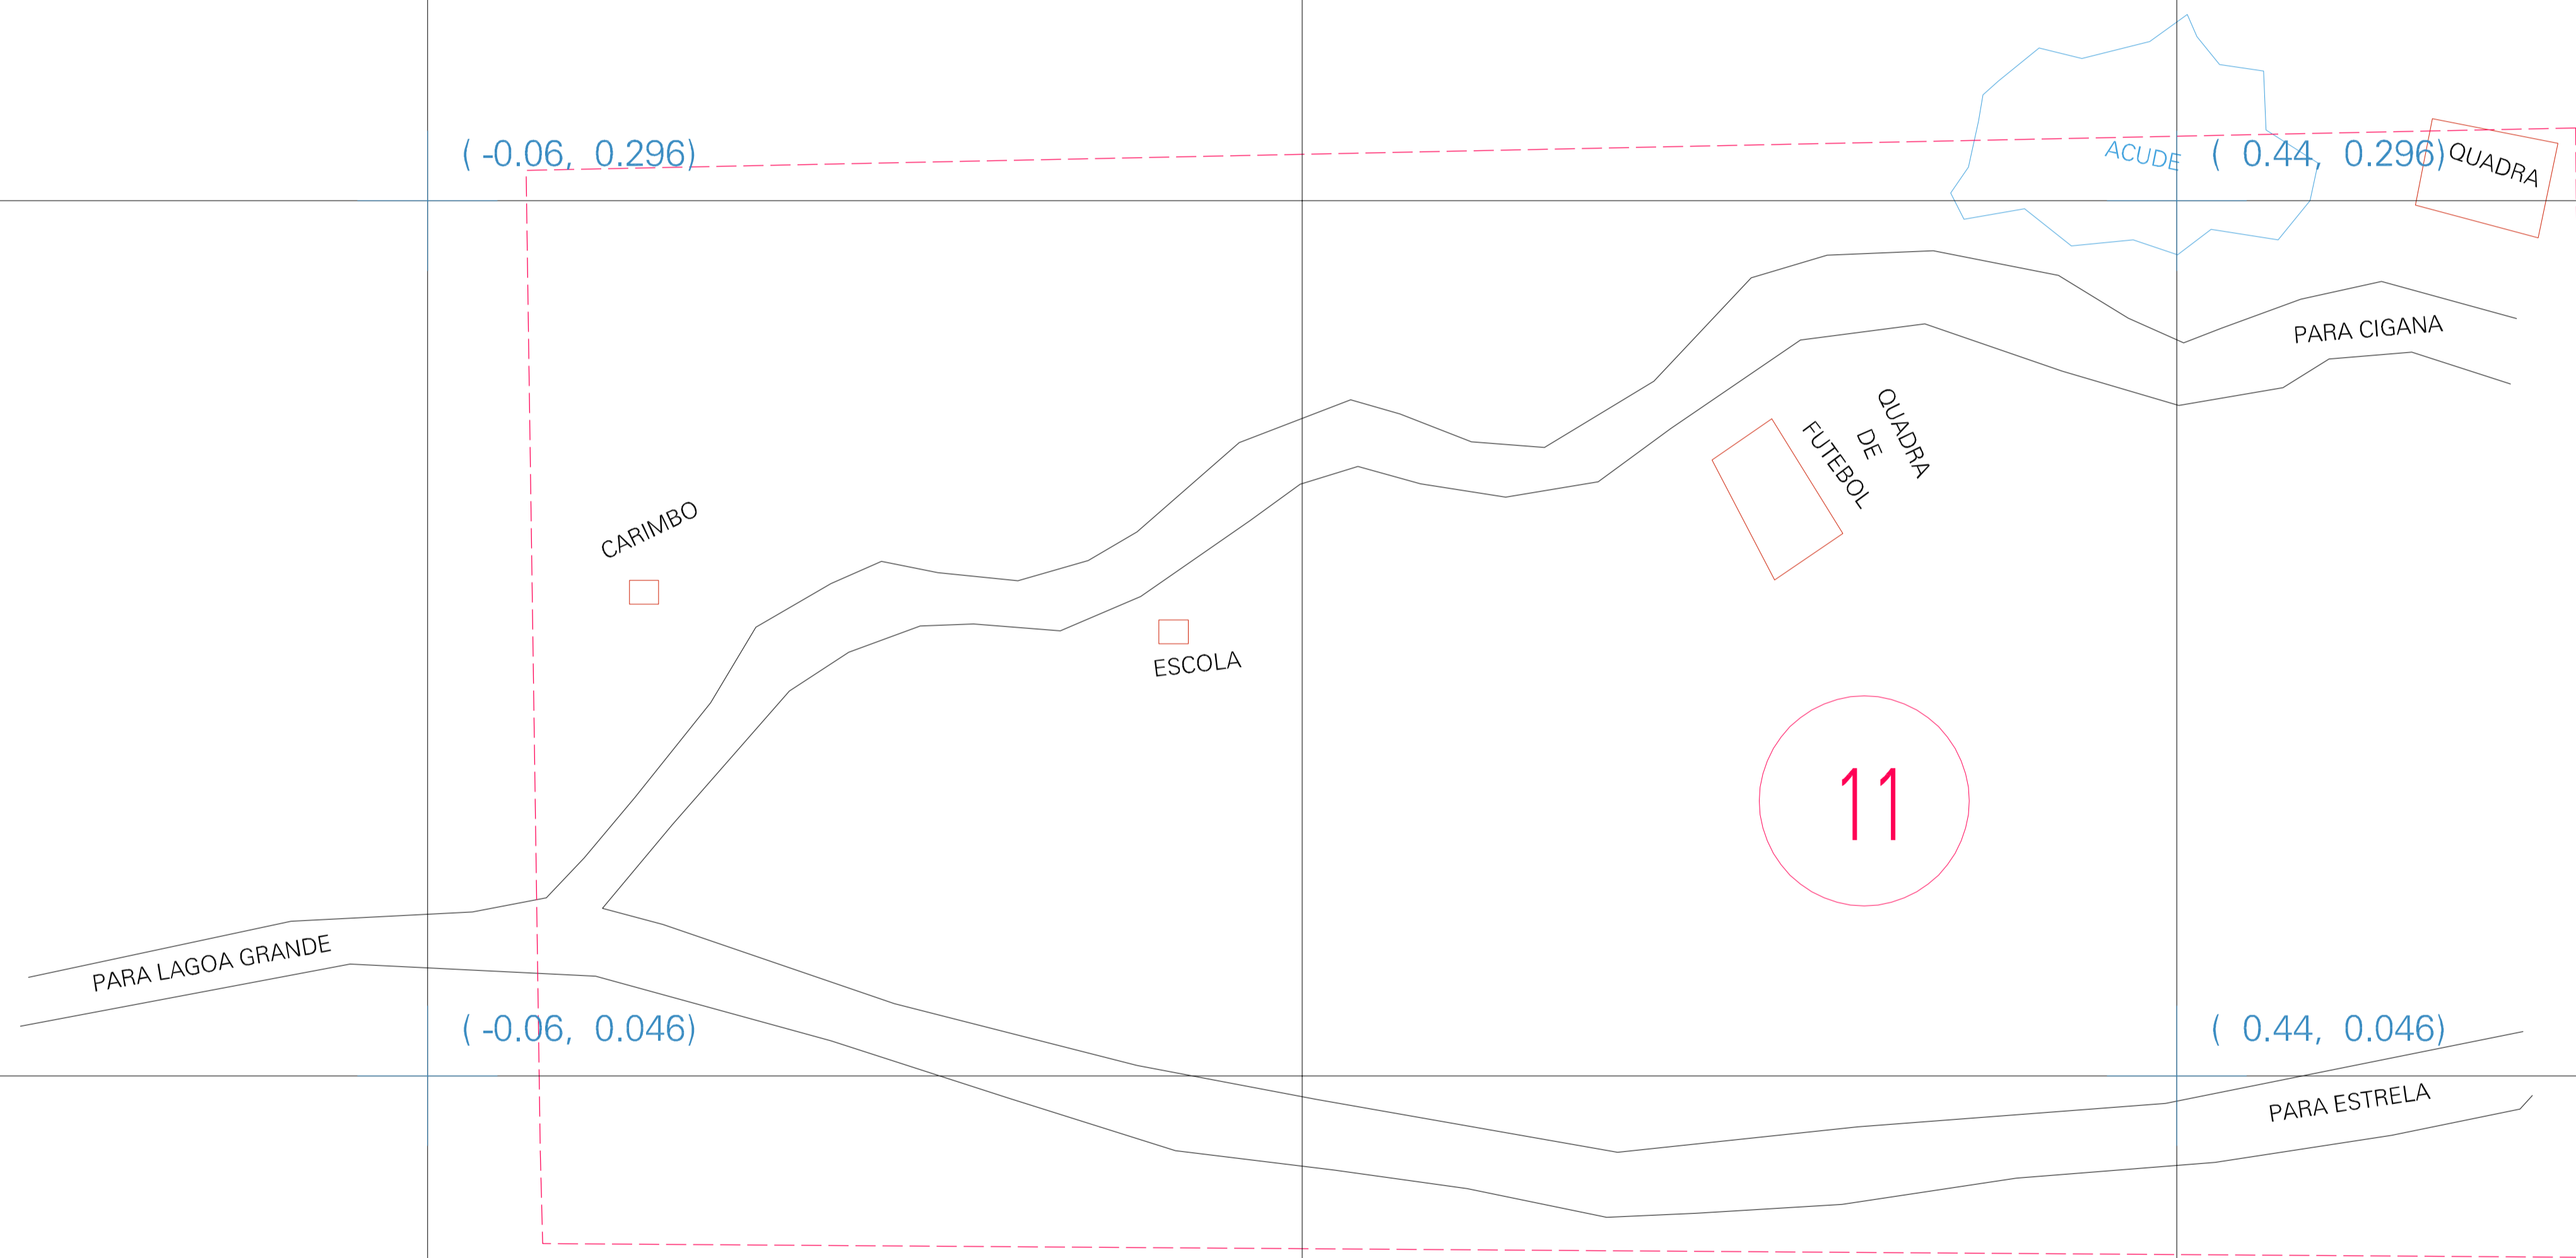 ( -0.06, 0.296)
ACUDE
( 0.44, 0.296)
QUADRA
PARA CIGANA
QUADRA
DE
FUTEBOL
CARIMBO
ESCOLA
11
PARA LAGOA GRANDE
( -0.06, 0.046)
( 0.44, 0.046)
PARA ESTRELA